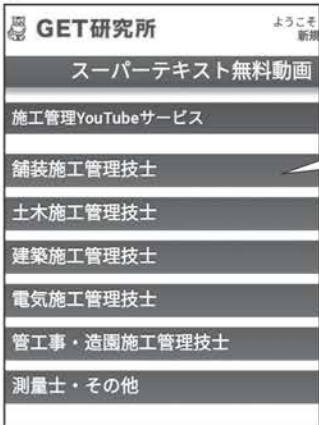 GET研究所
ようこそ
新規
スーパーテキスト無料動画
施工管理YouTubeサービス
舗装施工管理技士
土木施工管理技士
建築施工管理技士
電気施工管理技士
管工事・造園施工管理技士
測量士・その他